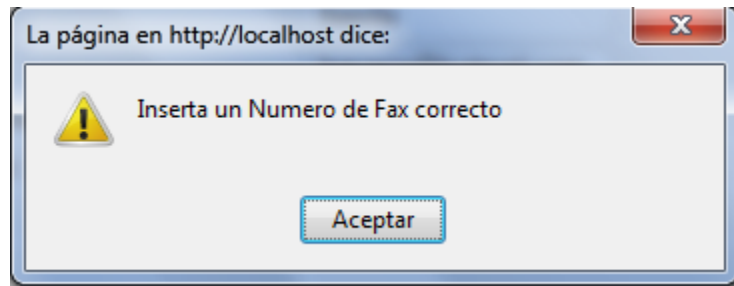 La página en http://localhost dice:
Inserta un Numero de Fax correcto
Aceptar